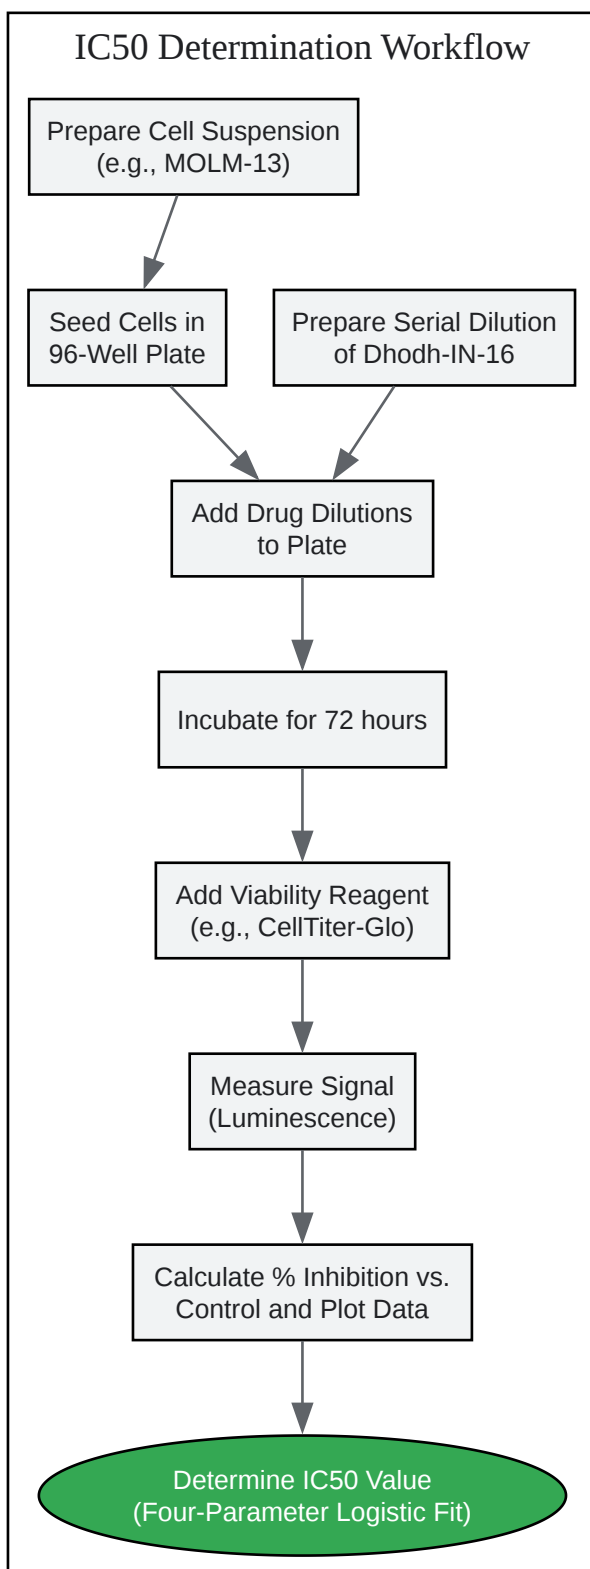 IC50 Determination Workflow
Prepare Cell Suspension
(e.g., MOLM-13)
Seed Cells in
96-Well Plate
Prepare Serial Dilution
of Dhodh-IN-16
Add Drug Dilutions
to Plate
Incubate for 72 hours
Add Viability Reagent
(e.g., CellTiter-Glo)
Measure Signal
(Luminescence)
Calculate % Inhibition vs.
Control and Plot Data
Determine IC50 Value
(Four-Parameter Logistic Fit)